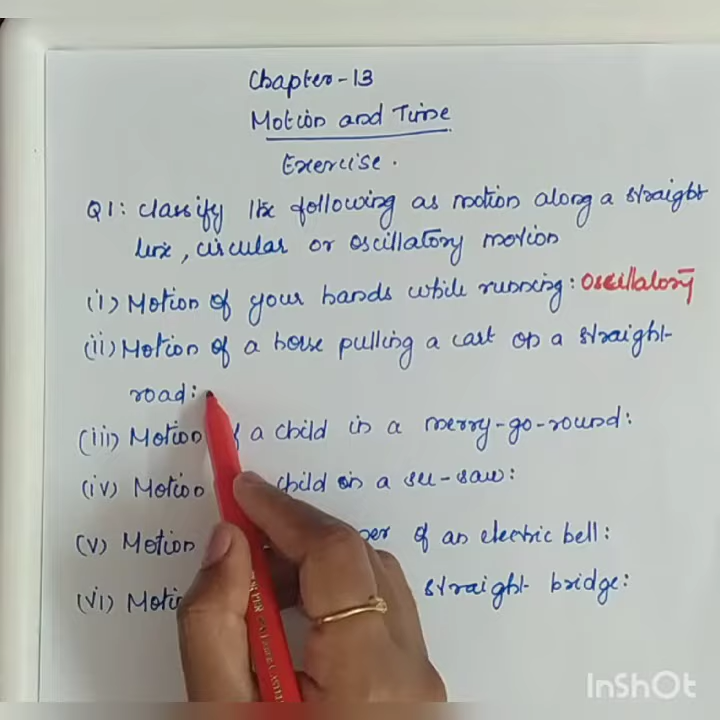 Chapter-13
Motion and Time
Exercise.
Q1: Classify the following as motion along a straight
line, circular or oscillatory motion
(i) Motion of your hands while running: Oscillatory
(ii) Motion of a horse pulling a cart on a straight-
road:
(iii) Motion of a child in a merry-go-round:
(iv) Motion child on a see-saw:
(v) Motion of an electric bell:
(vi) straight bridge:
InShOt